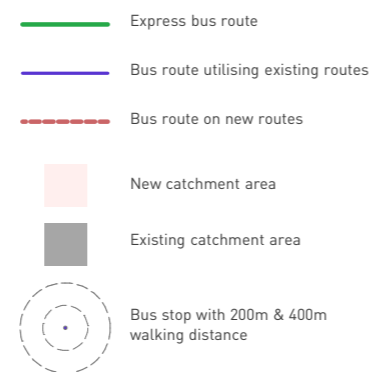 Express bus route
Bus route utilising existing routes
Bus route on new routes
New catchment area
Existing catchment area
Bus stop with 200m & 400m
walking distance